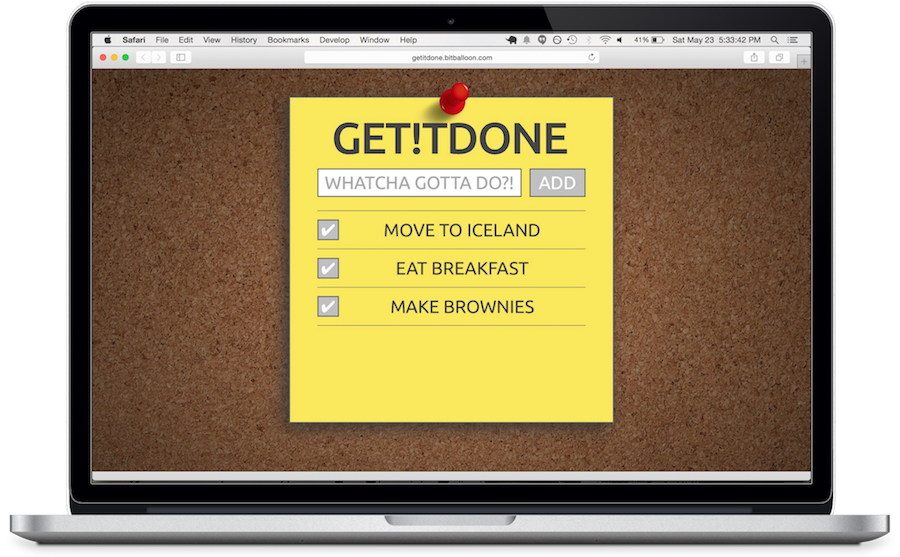 Safari File Edit View History Bookmarks Develop Window Help 41% Sat May 23 5:33:42 PM
getitdone.bitballoon.com
GET!TDONE
WHATCHA GOTTA DO?! ADD
MOVE TO ICELAND
EAT BREAKFAST
MAKE BROWNIES